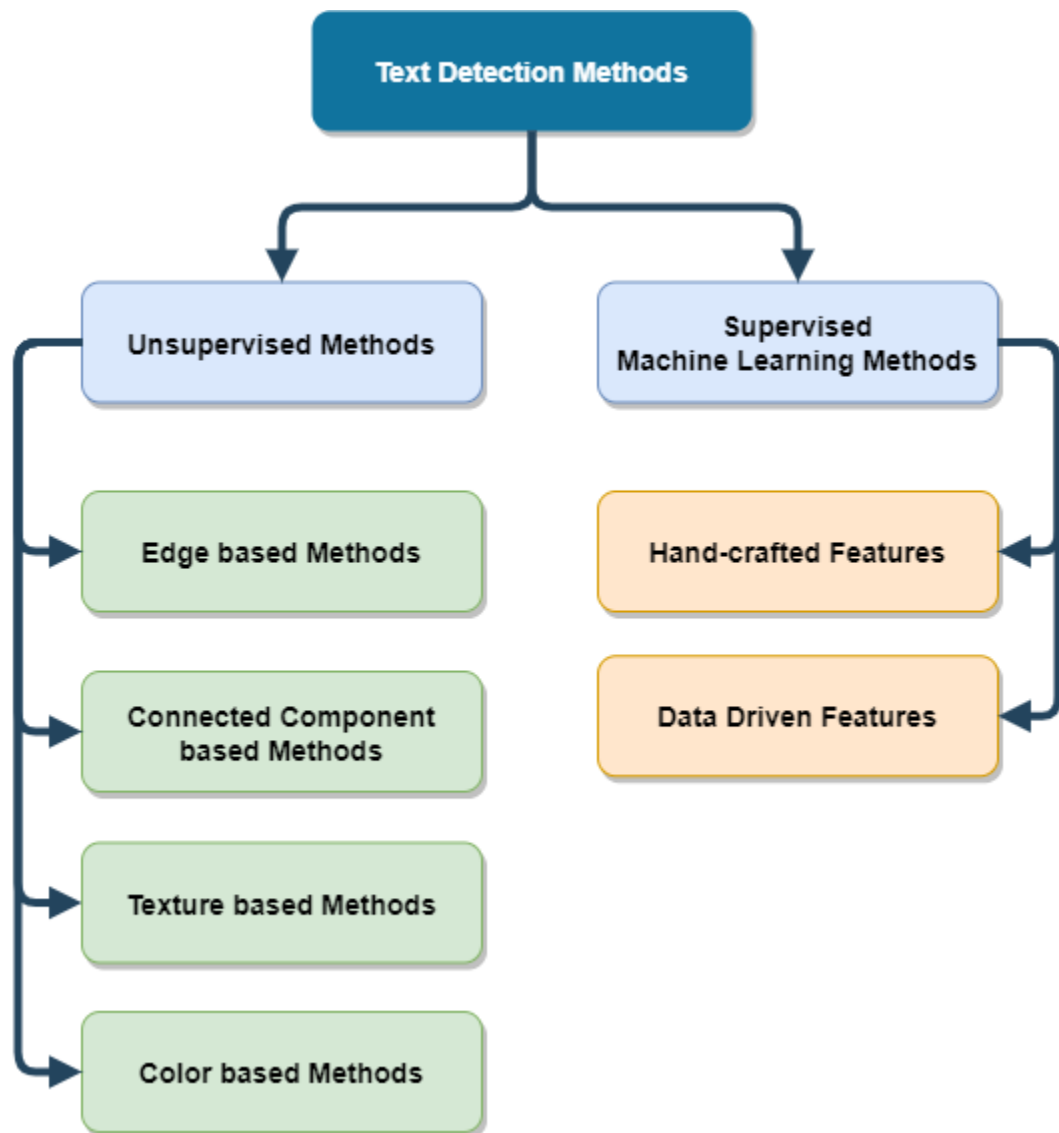 Text Detection Methods
Unsupervised Methods
Supervised
Machine Learning Methods
Edge based Methods
Hand-crafted Features
Connected Component
based Methods
Data Driven Features
Texture based Methods
Color based Methods